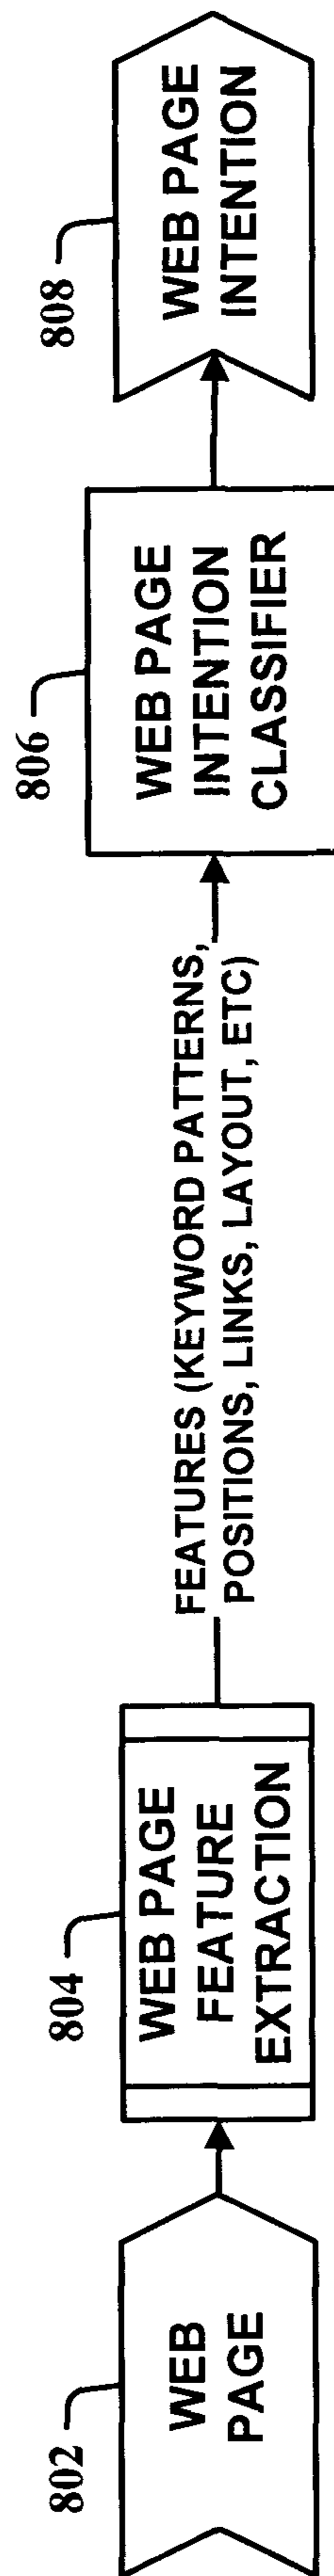 802
WEB
PAGE
804
WEB PAGE
FEATURE
EXTRACTION
FEATURES (KEYWORD PATTERNS,
POSITIONS, LINKS, LAYOUT, ETC)
806
WEB PAGE
INTENTION
CLASSIFIER
808
WEB PAGE
INTENTION